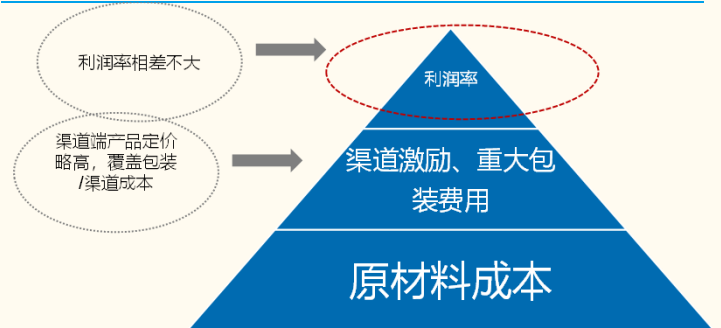 利润率相差不大
渠道端产品定价
略高，覆盖包装
/渠道成本
利润率
渠道激励、重大包
装费用
原材料成本